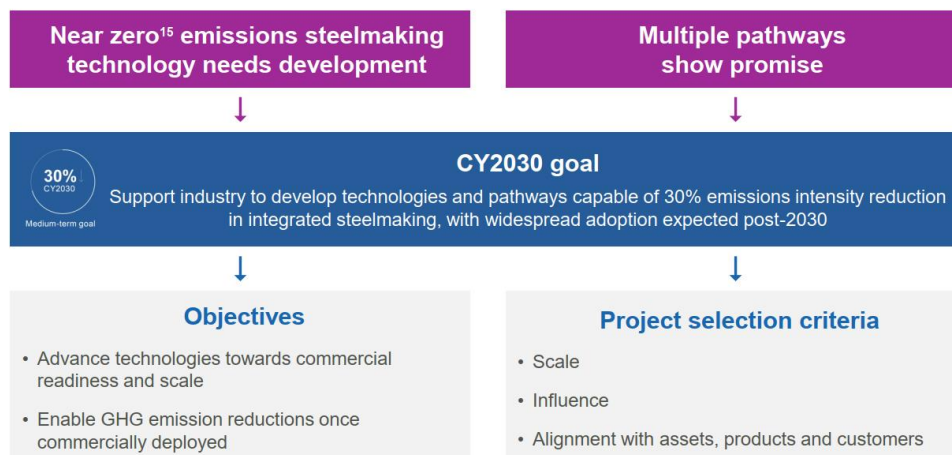 Near zero¹⁵ emissions steelmaking
technology needs development
Multiple pathways
show promise
30%
CY2030
Medium-term goal
CY2030 goal
Support industry to develop technologies and pathways capable of 30% emissions intensity reduction
in integrated steelmaking, with widespread adoption expected post-2030
Objectives
• Advance technologies towards commercial
readiness and scale
• Enable GHG emission reductions once
commercially deployed
Project selection criteria
• Scale
• Influence
• Alignment with assets, products and customers